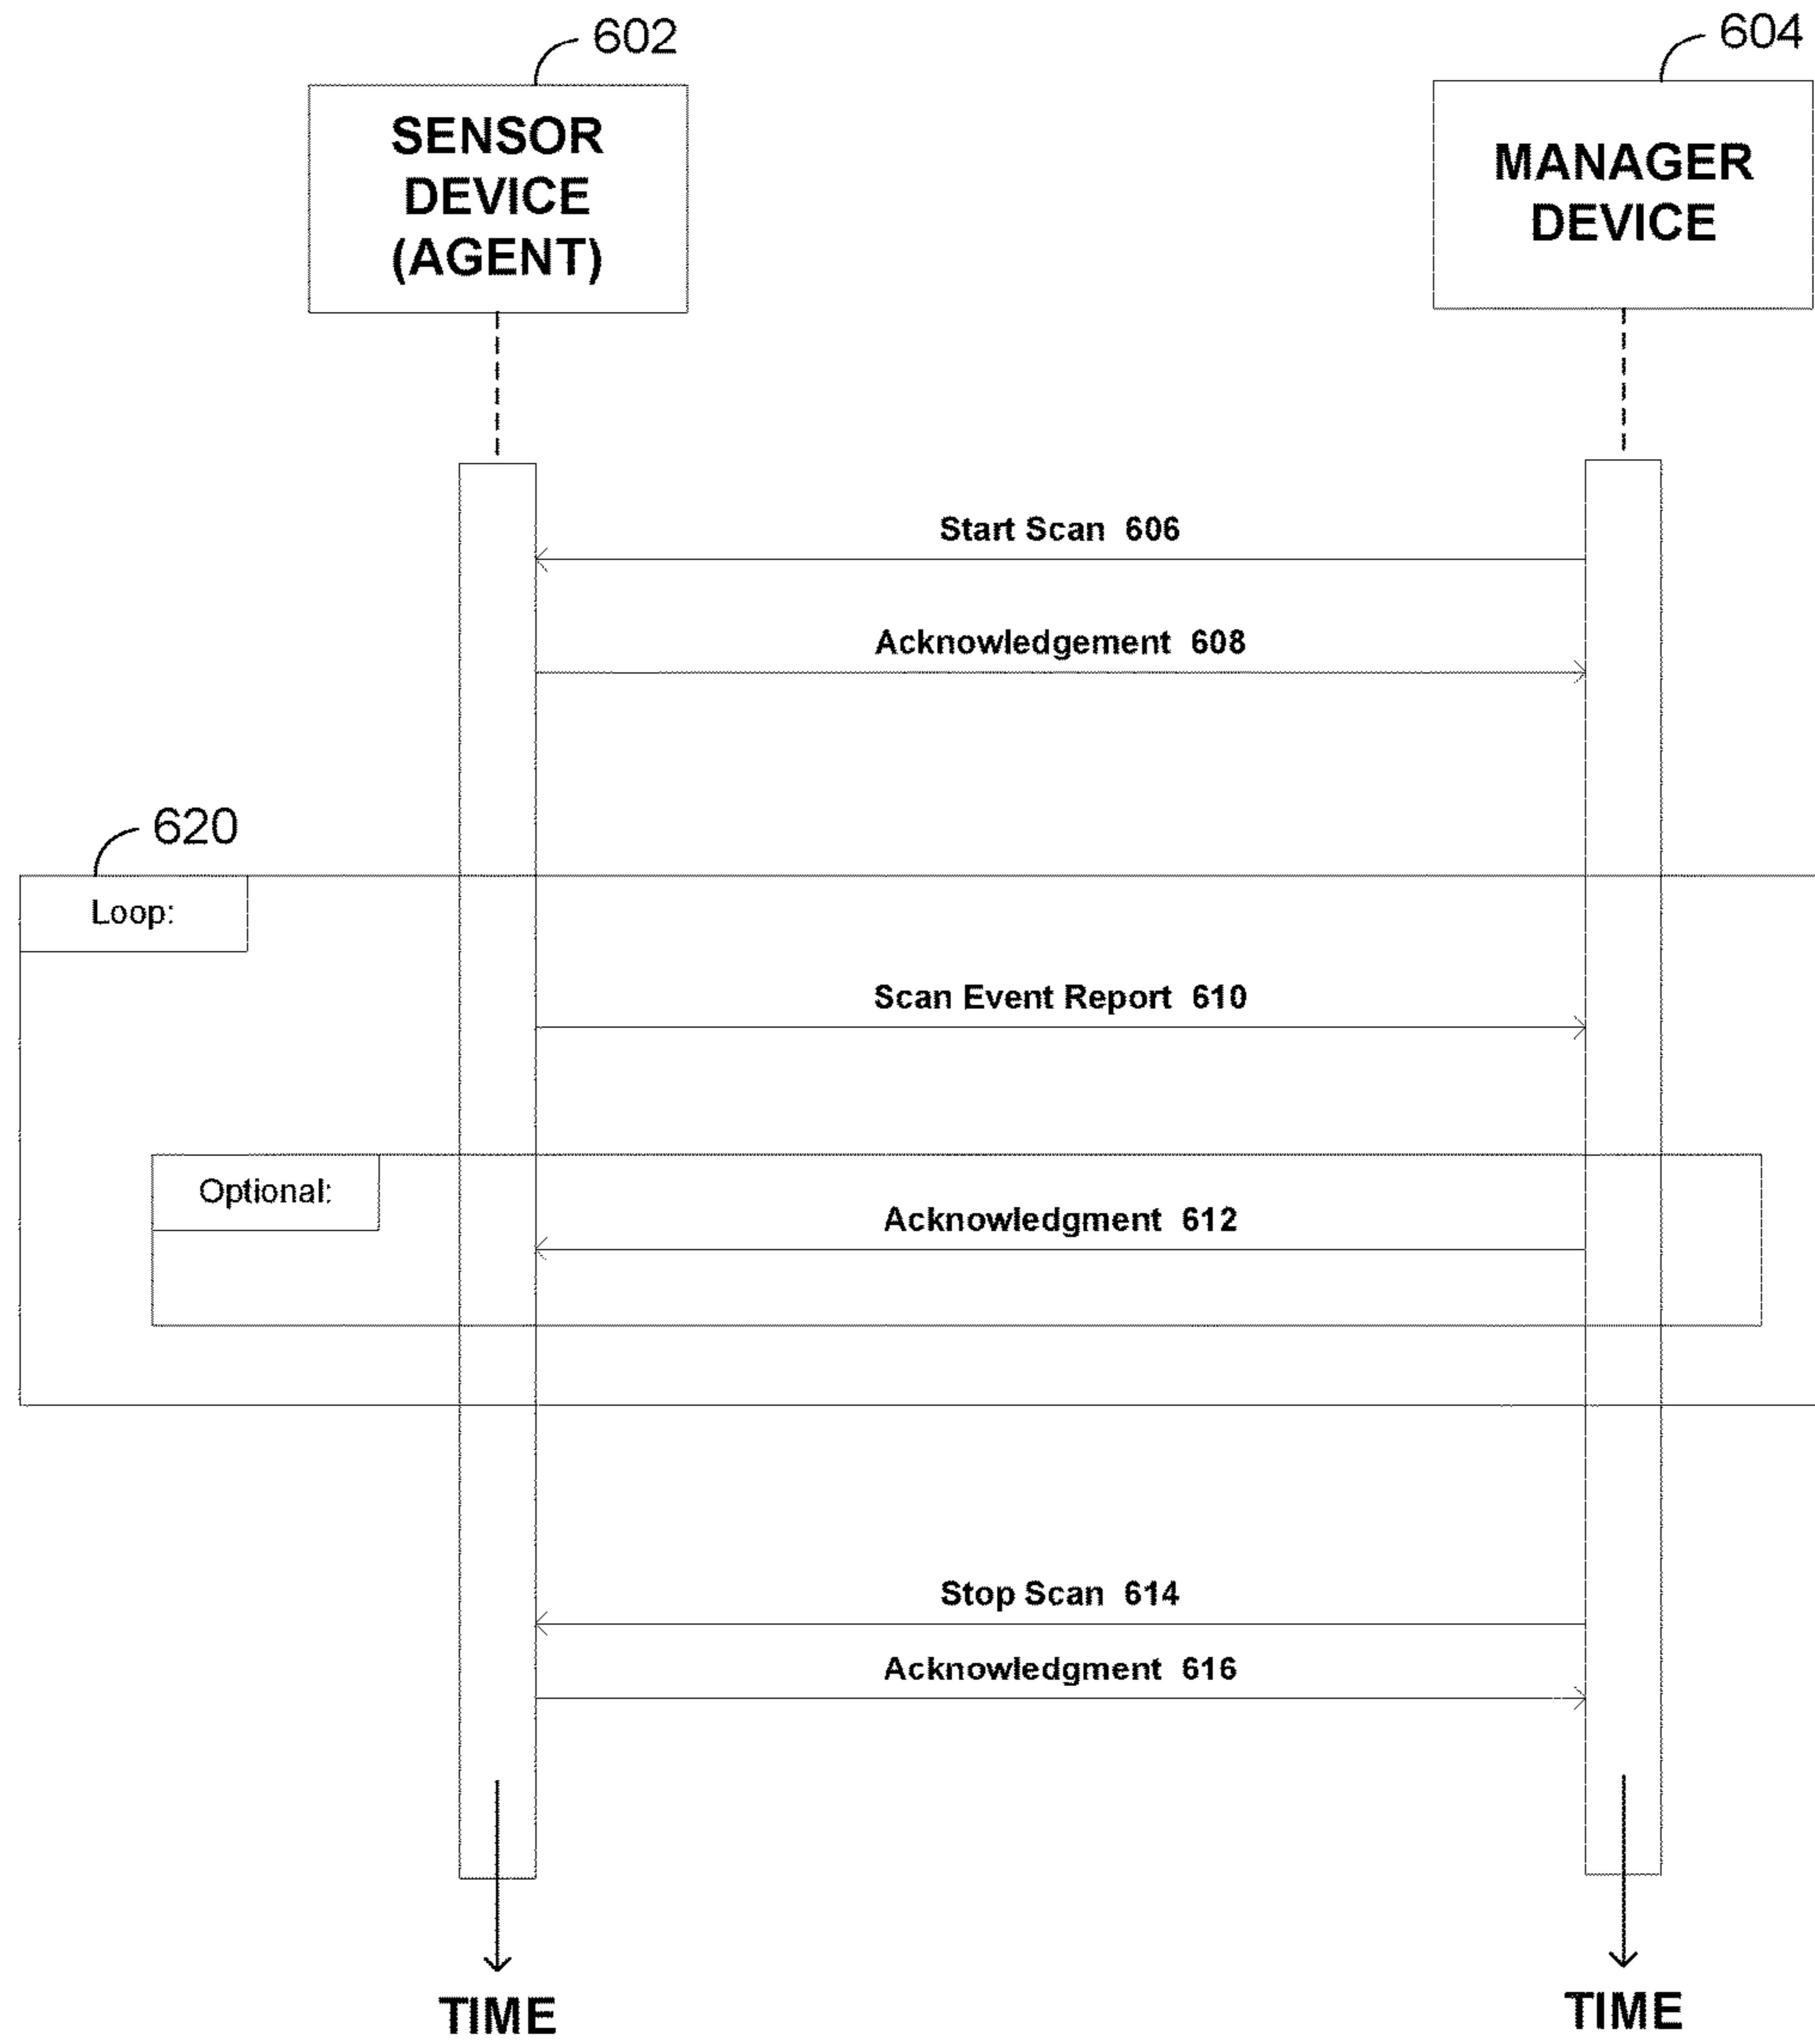 602
604
SENSOR
DEVICE
(AGENT)
MANAGER
DEVICE
Start Scan 606
Acknowledgement 608
620
Loop:
Scan Event Report 610
Optional:
Acknowledgment 612
Stop Scan 614
Acknowledgment 616
TIME
TIME